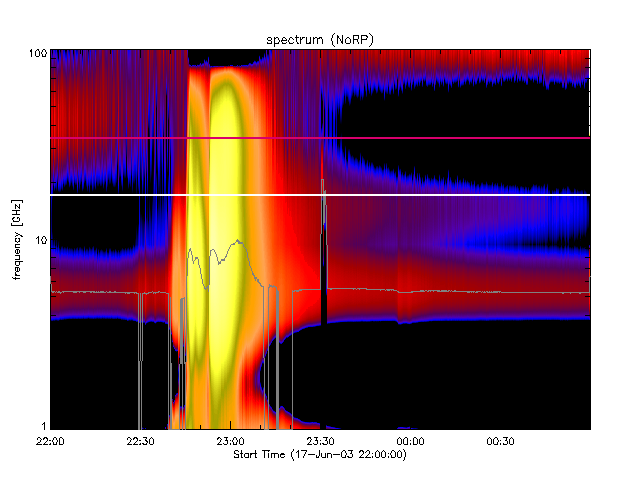 spectrum (NoRP)
100
10
1
frequency [GHz]
22:00 22:30 23:00 23:30 00:00 00:30
Start Time (17-Jun-03 22:00:00)